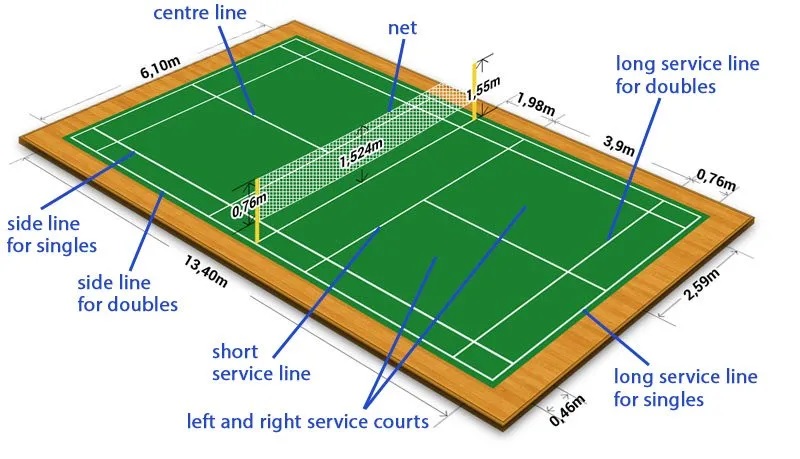 centre line
net
6,10m
1,55m
long service line
for doubles
1,98m
3,9m
0,76m
1,524m
0,76m
side line
for singles
side line
for doubles
13,40m
2,59m
short
service line
left and right service courts
long service line
for singles
0,46m